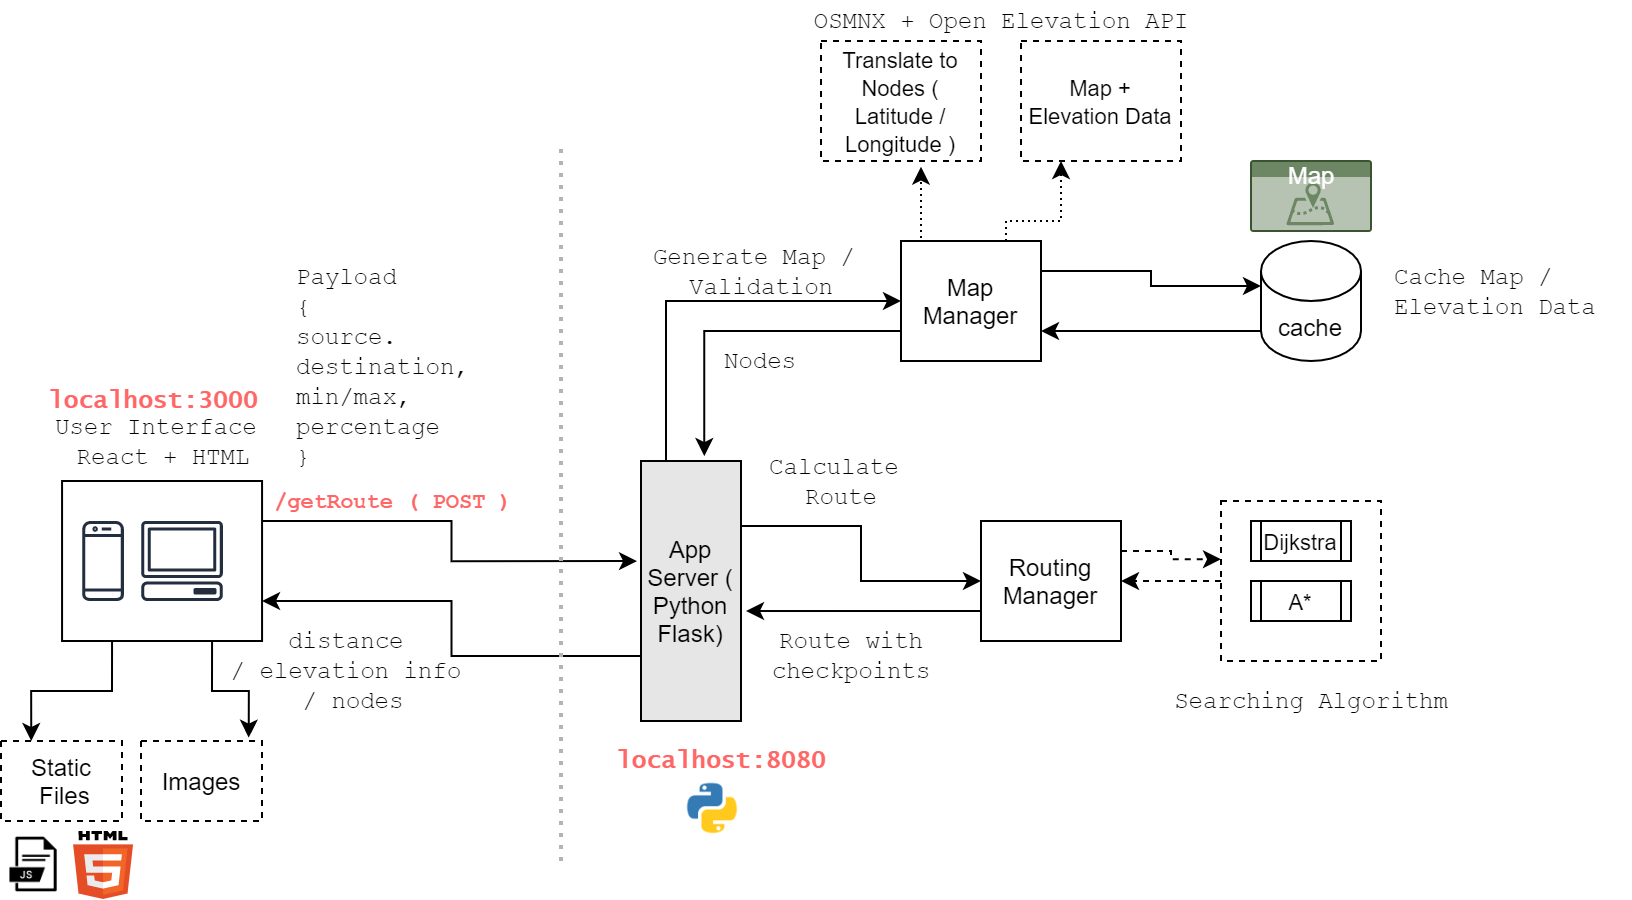 OSMNX + Open Elevation API
Translate to
Nodes (
Latitude /
Longitude )
Map +
Elevation Data
Map
Generate Map /
Validation
Map
Manager
cache
Cache Map /
Elevation Data
Nodes
Payload
{
source.
destination,
min/max,
percentage
}
localhost:3000
User Interface
React + HTML
/getRoute ( POST )
Calculate
Route
App
Server (
Python
Flask)
Routing
Manager
Dijkstra
A*
distance
/ elevation info
/ nodes
Route with
checkpoints
Searching Algorithm
Static
Files
Images
localhost:8080
JS
HTML
5